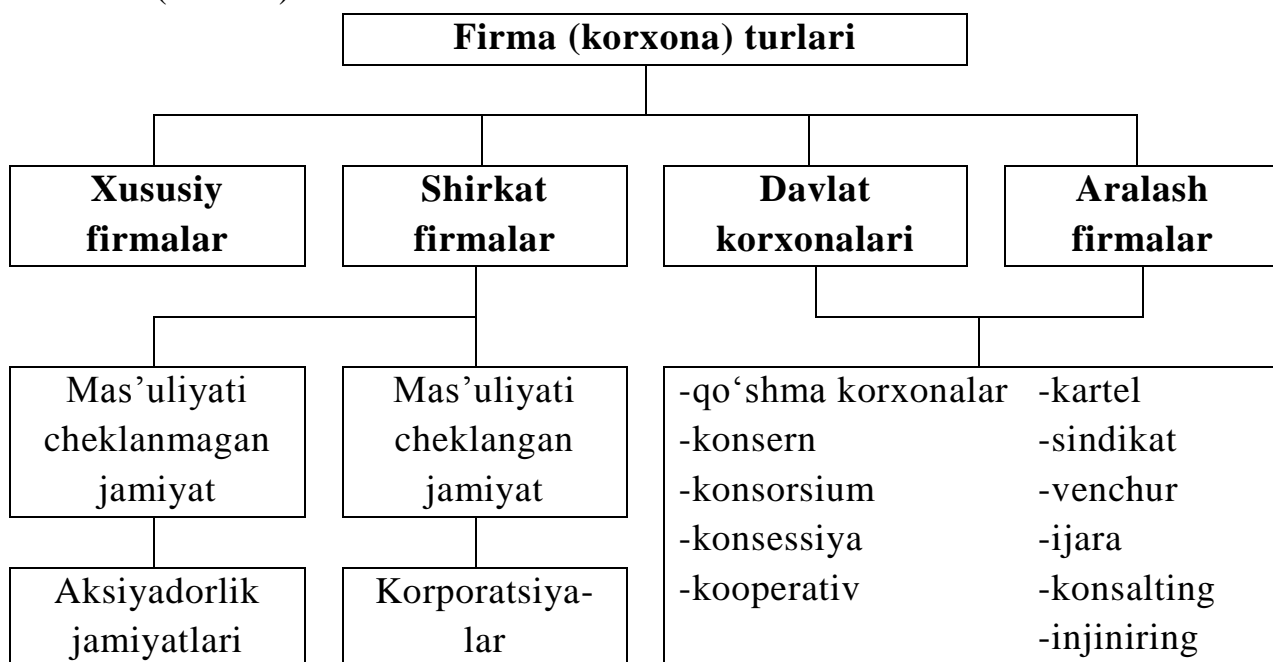 Firma (korxona) turlari
Xususiy
firmalar
Shirkat
firmalar
Davlat
korxonalari
Aralash
firmalar
Mas’uliyati
cheklanmagan
jamiyat
Mas’uliyati
cheklangan
jamiyat
Aksiyadorlik
jamiyatlari
Korporatsiya-
lar
-qo‘shma korxonalar
-konsern
-konsorsium
-konsessiya
-kooperativ
-kartel
-sindikat
-venchur
-ijara
-konsalting
-injiniring